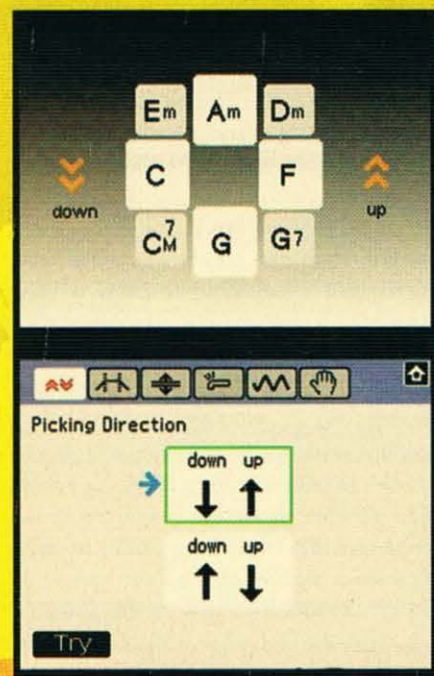 Em Am Dm
C F
down up
CM7 G G7
Picking Direction
down up
down up
Try